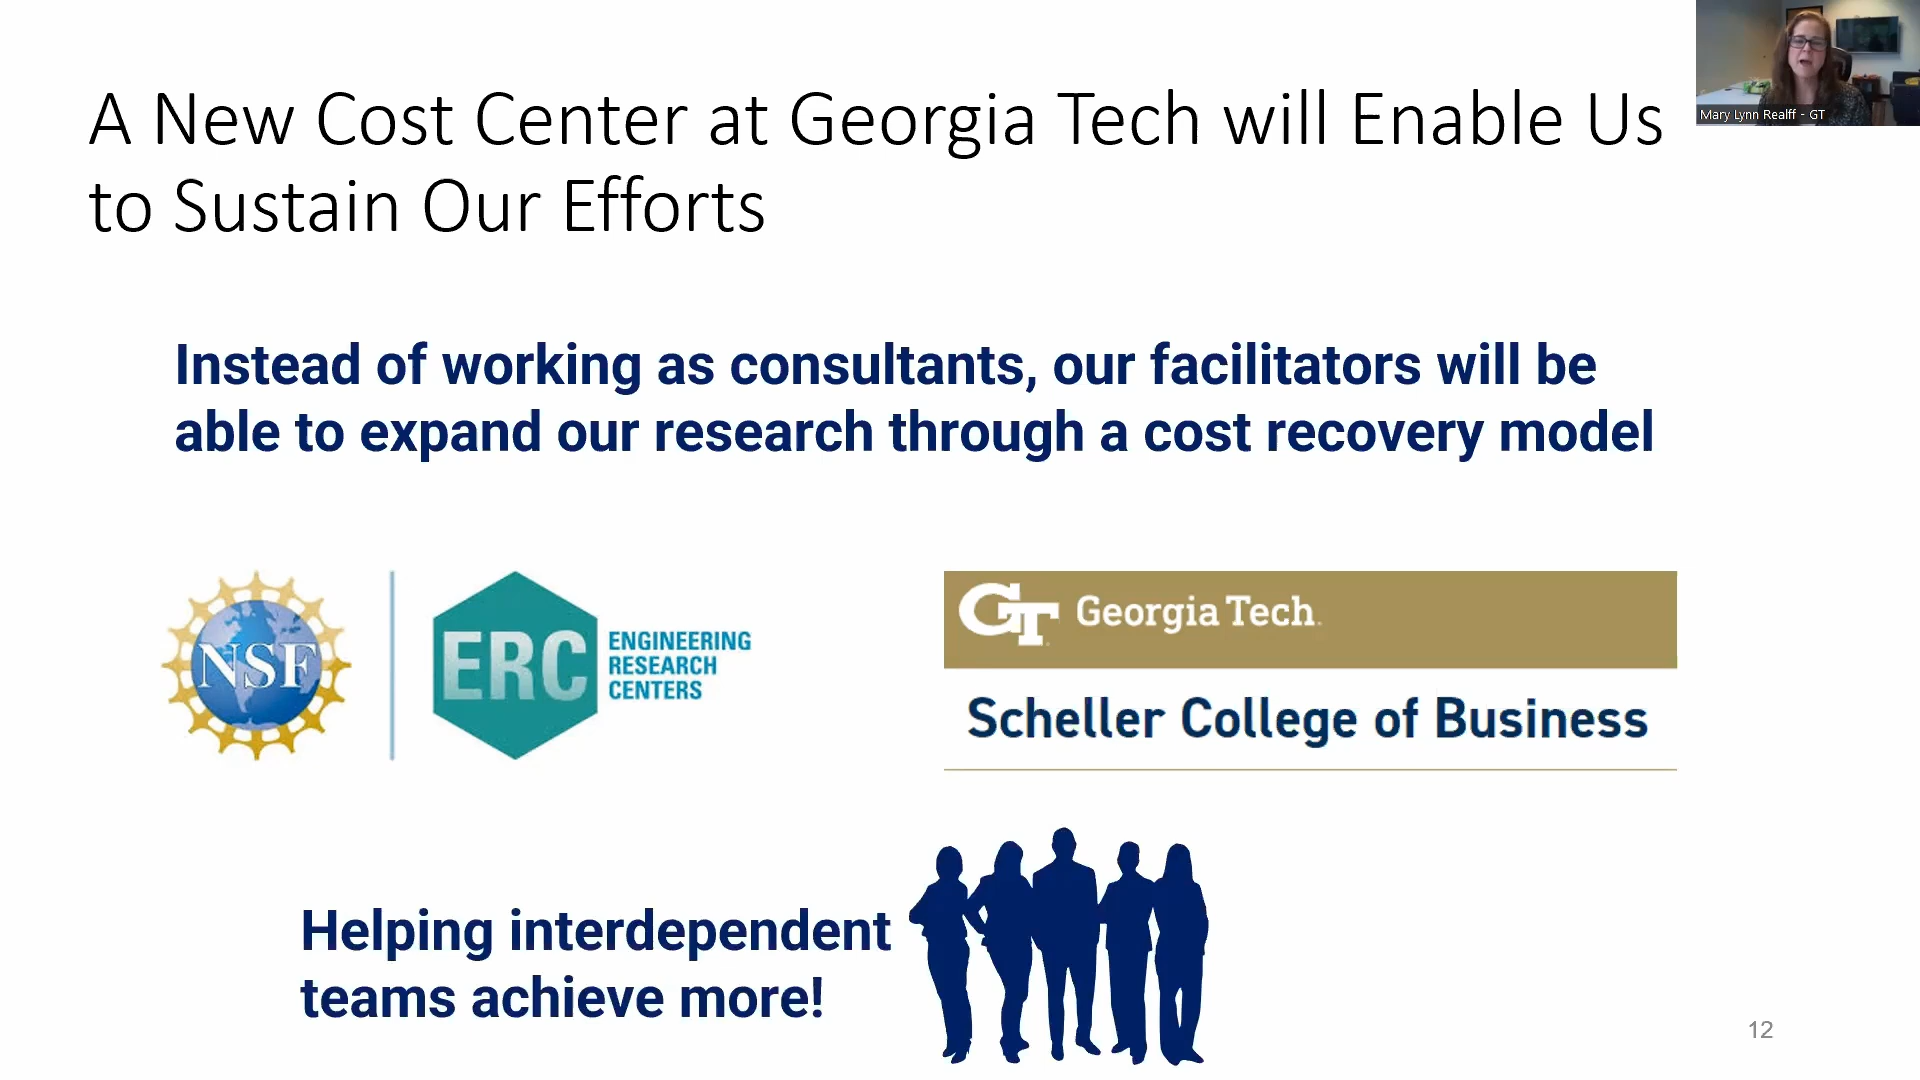 A New Cost Center at Georgia Tech will Enable Us
to Sustain Our Efforts
Mary Lynn Realff - GT
Instead of working as consultants, our facilitators will be
able to expand our research through a cost recovery model
NSF
ERC
ENGINEERING
RESEARCH
CENTERS
GT Georgia Tech
Scheller College of Business
Helping interdependent
teams achieve more!
12